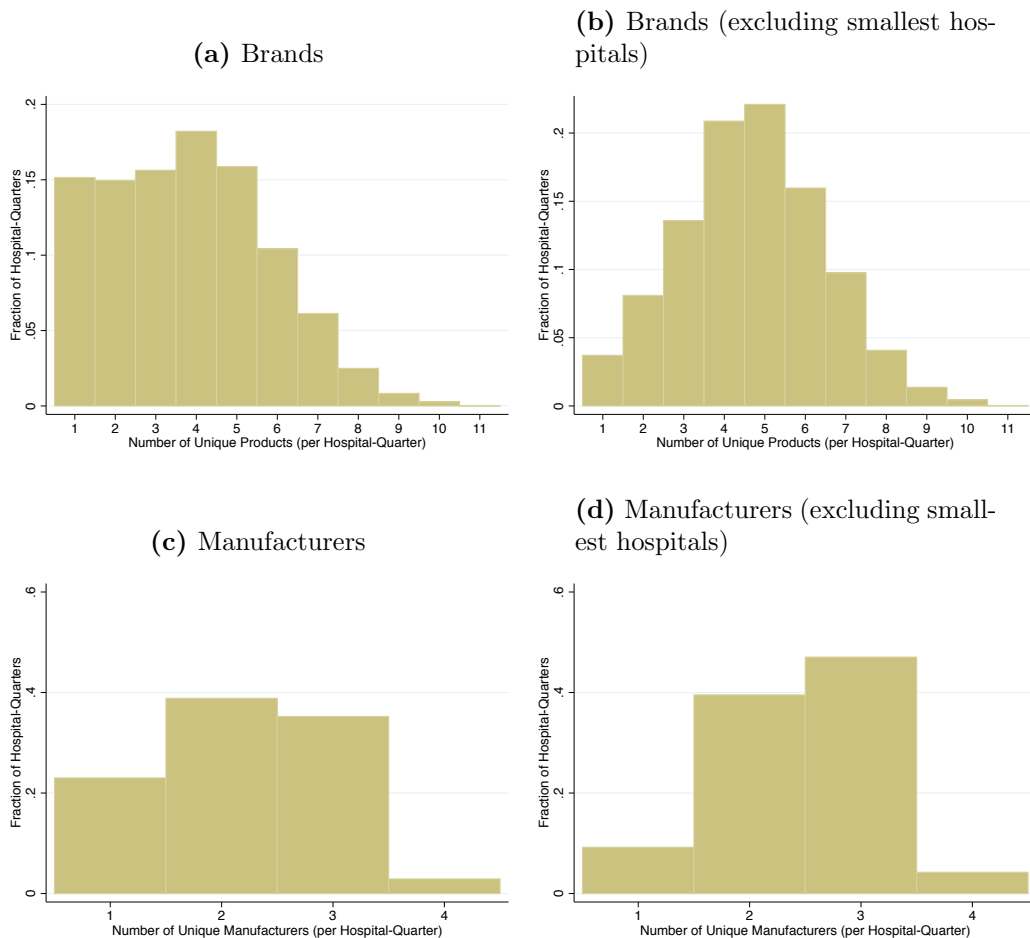 (a) Brands
(b) Brands (excluding smallest hos-
pitals)
Fraction of Hospital-Quarters
0 .05 .1 .15 .2
1 2 3 4 5 6 7 8 9 10 11
Number of Unique Products (per Hospital-Quarter)
Fraction of Hospital-Quarters
0 .05 .1 .15 .2
1 2 3 4 5 6 7 8 9 10 11
Number of Unique Products (per Hospital-Quarter)
(c) Manufacturers
(d) Manufacturers (excluding small-
est hospitals)
Fraction of Hospital-Quarters
0 .2 .4 .6
1 2 3 4
Number of Unique Manufacturers (per Hospital-Quarter)
Fraction of Hospital-Quarters
0 .2 .4 .6
1 2 3 4
Number of Unique Manufacturers (per Hospital-Quarter)